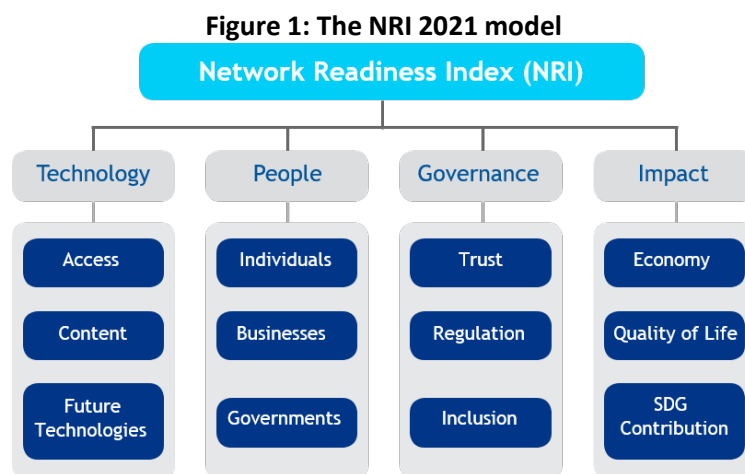 Figure 1: The NRI 2021 model
Network Readiness Index (NRI)
Technology
People
Governance
Impact
Access
Individuals
Trust
Economy
Content
Businesses
Regulation
Quality of Life
Future
Technologies
Governments
Inclusion
SDG
Contribution